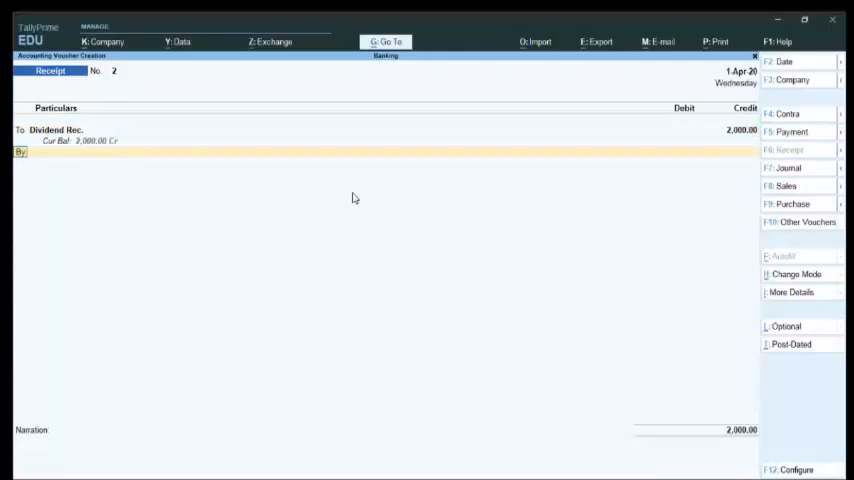 TallyPrime
EDU
MANAGE
K: Company Y: Data Z: Exchange G: Go To O: Import E: Export M: E-mail P: Print F1: Help
Accounting Voucher Creation Banking x
Receipt No. 2 1-Apr-20
Wednesday
Particulars Debit Credit
To Dividend Rec. 2,000.00
Cur Bal: 2,000.00 Cr
By
Narration: 2,000.00
F2: Date
F3: Company
F4: Contra
F5: Payment
F6: Receipt
F7: Journal
F8: Sales
F9: Purchase
F10: Other Vouchers
E: Autofill
H: Change Mode
I: More Details
L: Optional
T: Post-Dated
F12: Configure